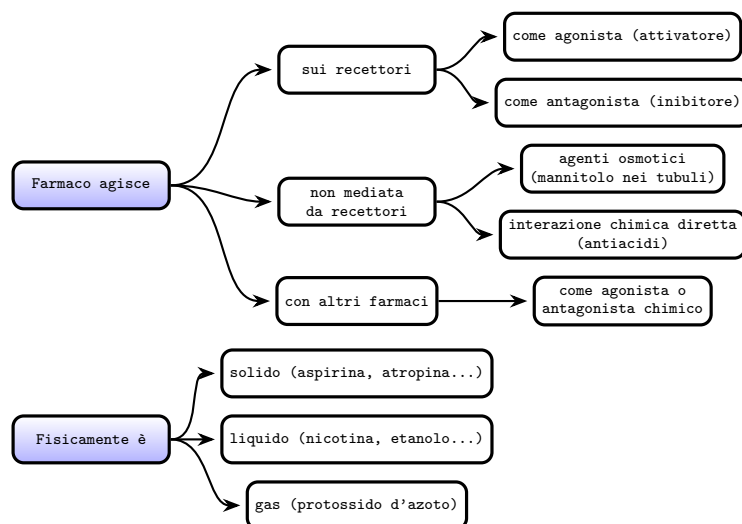 come agonista (attivatore)
sui recettori
come antagonista (inibitore)
agenti osmotici
(mannitolo nei tubuli)
Farmaco agisce
non mediata
da recettori
interazione chimica diretta
(antiacidi)
con altri farmaci
come agonista o
antagonista chimico
solido (aspirina, atropina...)
Fisicamente è
liquido (nicotina, etanolo...)
gas (protossido d'azoto)